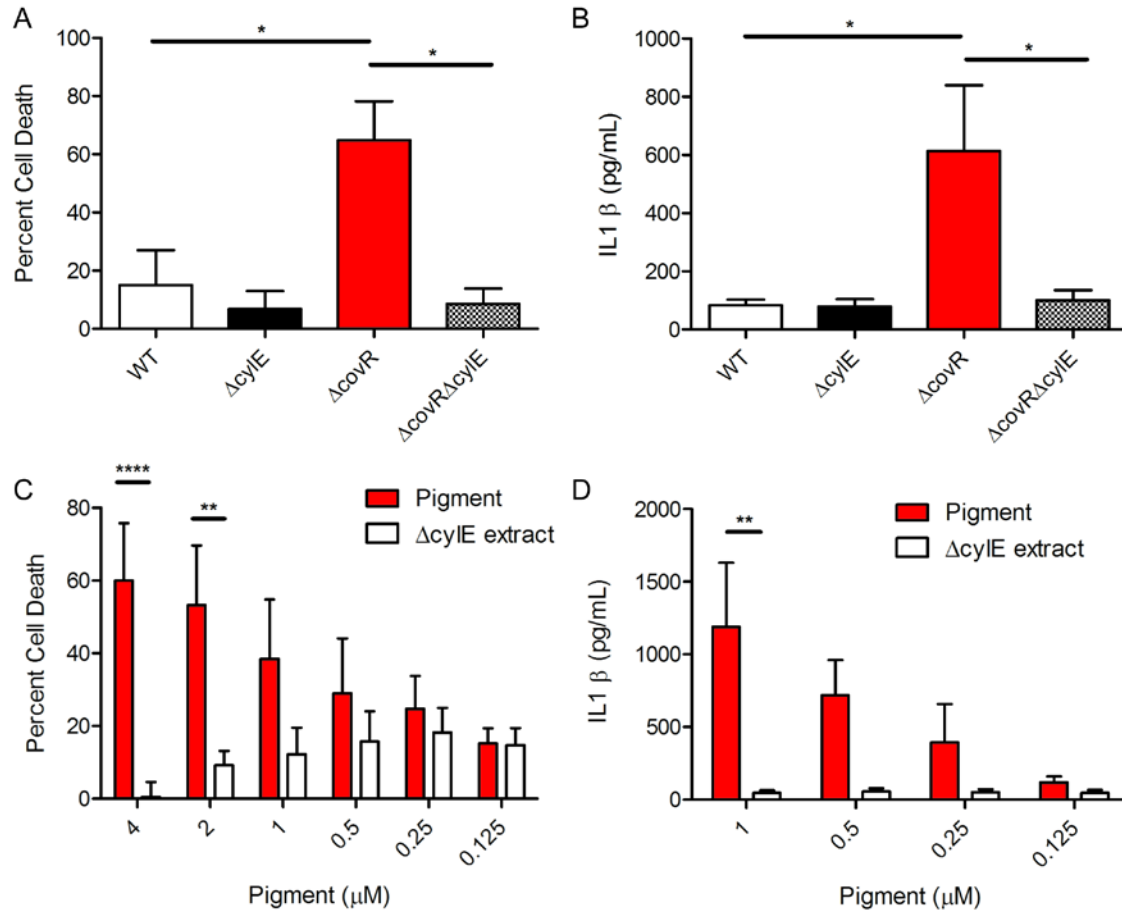 A
100
80
60
40
20
0
Percent Cell Death
*
*
WT
ΔcylE
ΔcovR
ΔcovRΔcylE
B
1000
800
600
400
200
0
IL1 β (pg/mL)
*
*
WT
ΔcylE
ΔcovR
ΔcovRΔcylE
C
80
60
40
20
0
Percent Cell Death
****
**
Pigment
ΔcylE extract
4
2
1
0.5
0.25
0.125
Pigment (μM)
D
2000
1500
1000
500
0
IL1 β (pg/mL)
**
Pigment
ΔcylE extract
1
0.5
0.25
0.125
Pigment (μM)